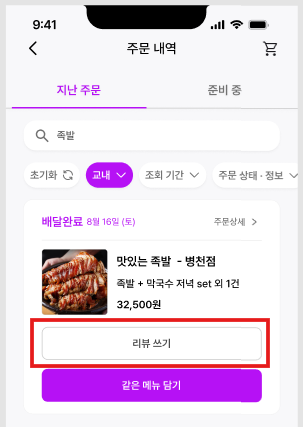 9:41
주문 내역
지난 주문
준비 중
족발
초기화
교내
조회 기간
주문 상태 · 정보
배달완료 8월 16일 (토)
주문상세
맛있는 족발 - 병천점
족발 + 막국수 저녁 set 외 1건
32,500원
리뷰 쓰기
같은 메뉴 담기